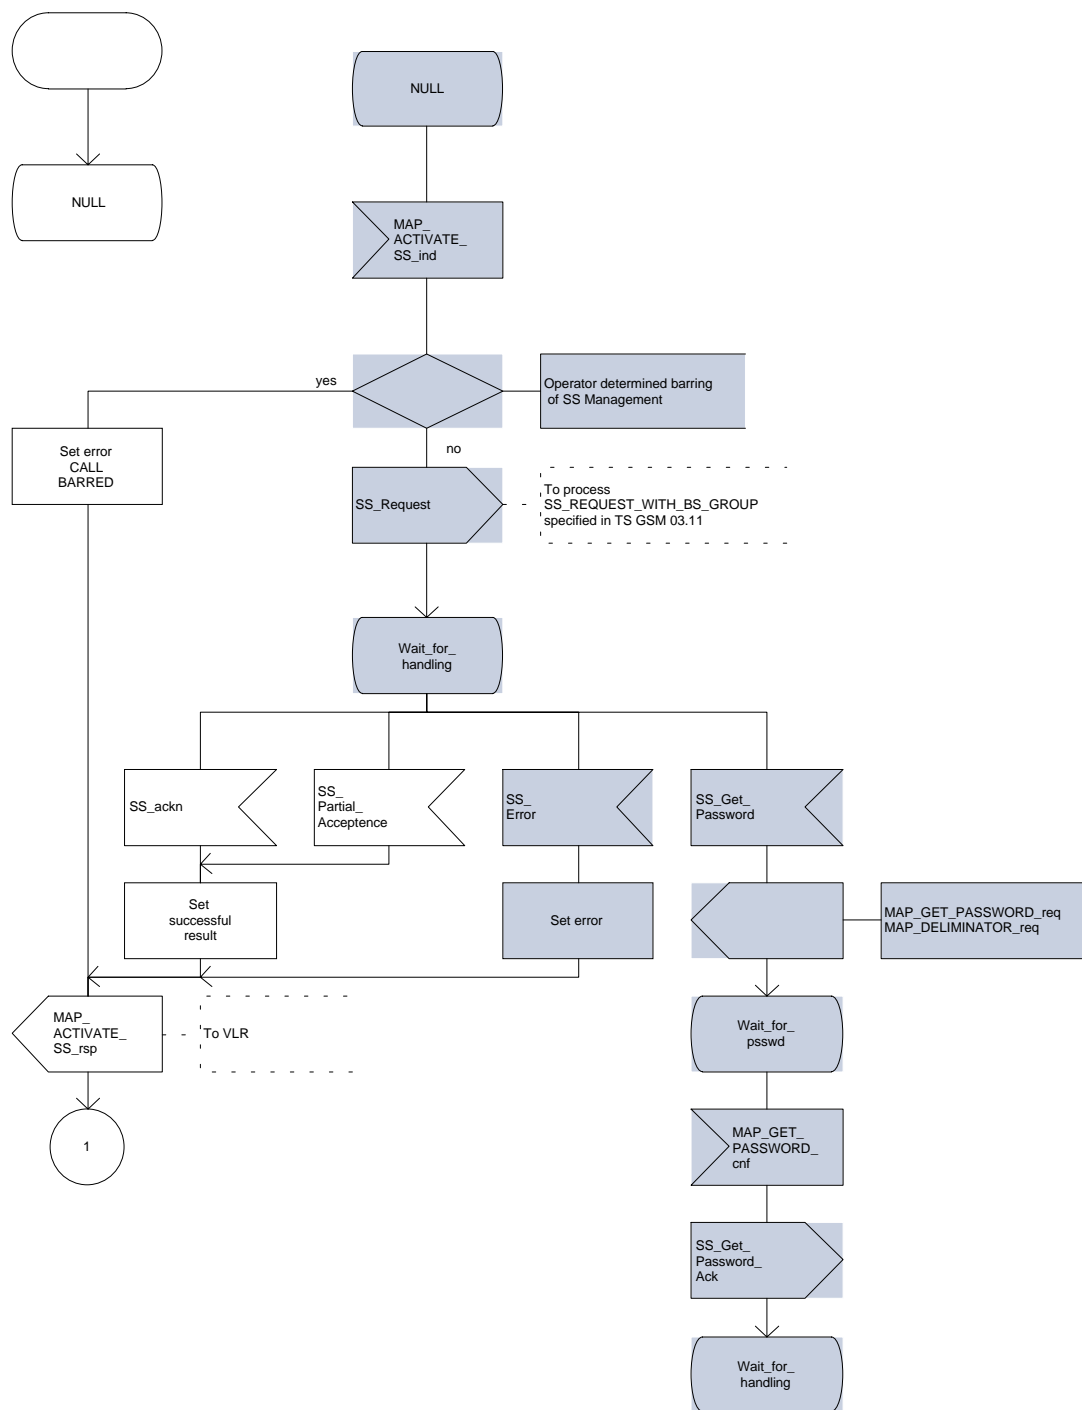 NULL
NULL
MAP_
ACTIVATE_
SS_ind
yes
Operator determined barring
of SS Management
no
Set error
CALL
BARRED
SS_Request
To process
SS_REQUEST_WITH_BS_GROUP
specified in TS GSM 03.11
Wait_for_
handling
SS_ackn
SS_
Partial_
Acceptence
SS_
Error
SS_Get_
Password
Set
successful
result
Set error
MAP_GET_PASSWORD_req
MAP_DELIMINATOR_req
MAP_
ACTIVATE_
SS_rsp
To VLR
Wait_for_
psswd
1
MAP_GET_
PASSWORD_
cnf
SS_Get_
Password_
Ack
Wait_for_
handling